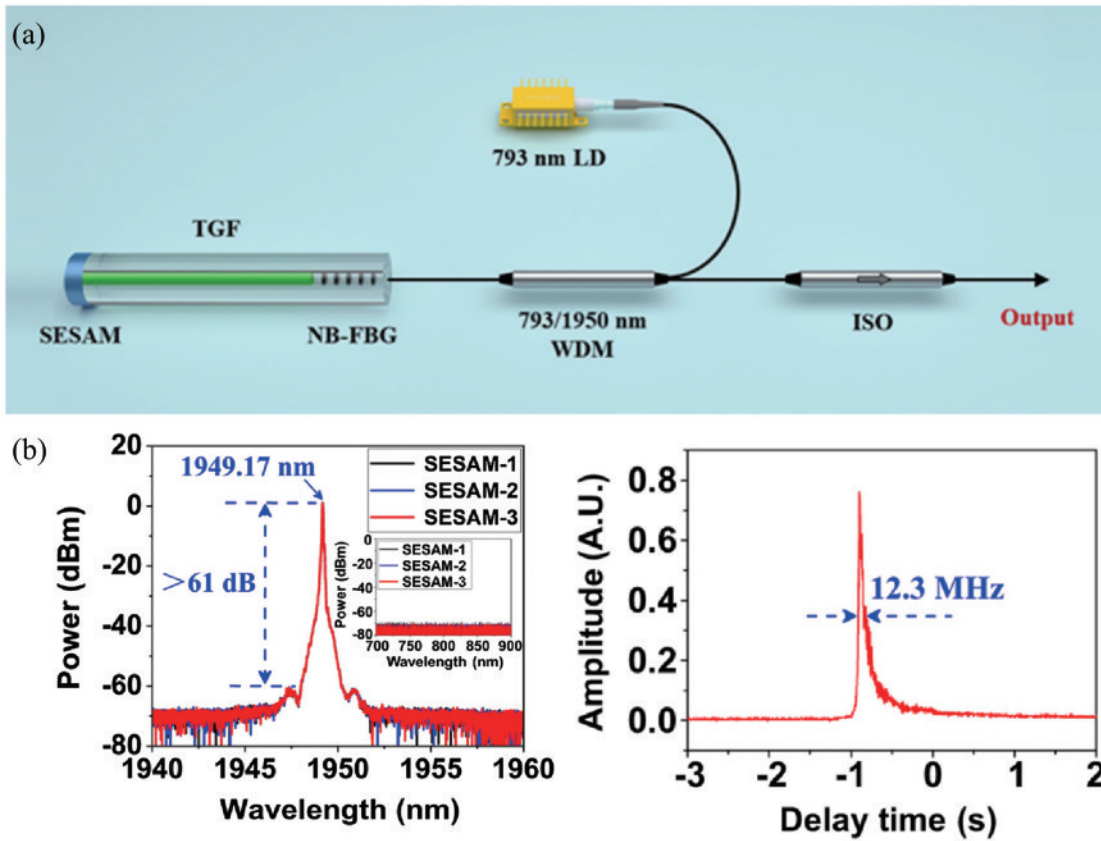 (a)
793 nm LD
TGF
SESAM
NB-FBG
793/1950 nm
WDM
ISO
Output
(b)
20
0
-20
-40
-60
-80
Power (dBm)
1949.17 nm
>61 dB
SESAM-1
SESAM-2
SESAM-3
0
-20
-40
-60
-80
Power (dBm)
SESAM-1
SESAM-2
SESAM-3
700 750 800 850 900
Wavelength (nm)
1940 1945 1950 1955 1960
Wavelength (nm)
0.8
0.6
0.4
0.2
0.0
Amplitude (A.U.)
12.3 MHz
-3 -2 -1 0 1 2
Delay time (s)